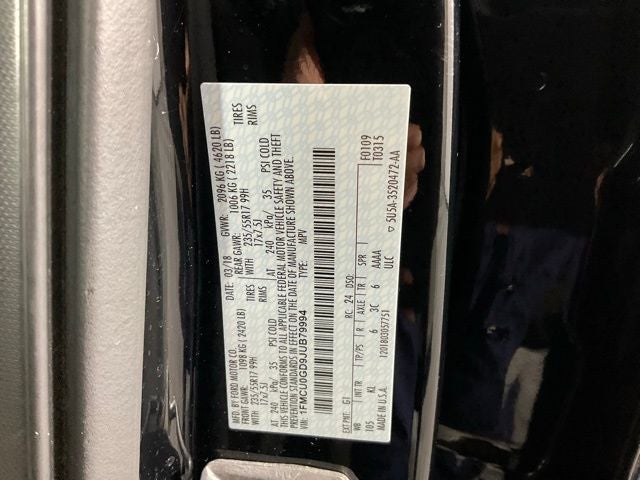 MFD. BY FORD MOTOR CO.
DATE: 03/18 GVWR: 2096 KG ( 4620 LB)
FRONT GAWR: 1098 KG ( 2420 LB) REAR GAWR: 1006 KG ( 2218 LB)
WITH 235/55R17 99H TIRES WITH 235/55R17 99H TIRES
17x7.5J RIMS 17x7.5J RIMS
AT 240 kPa/ 35 PSI COLD AT 240 kPa/ 35 PSI COLD
THIS VEHICLE CONFORMS TO ALL APPLICABLE FEDERAL MOTOR VEHICLE SAFETY AND THEFT
PREVENTION STANDARDS IN EFFECT ON THE DATE OF MANUFACTURE SHOWN ABOVE.
VIN: 1FMCU0GD9JUB79994 TYPE: MPV
F0109
T0315
EXT PNT: G1 RC: 24 DSO:
WB TP/PS R AXLE TR SPR
105 KL 6 3C 6 AAAA
MADE IN U.S.A. ULC
1201803057751
5U5A-3520472-AA